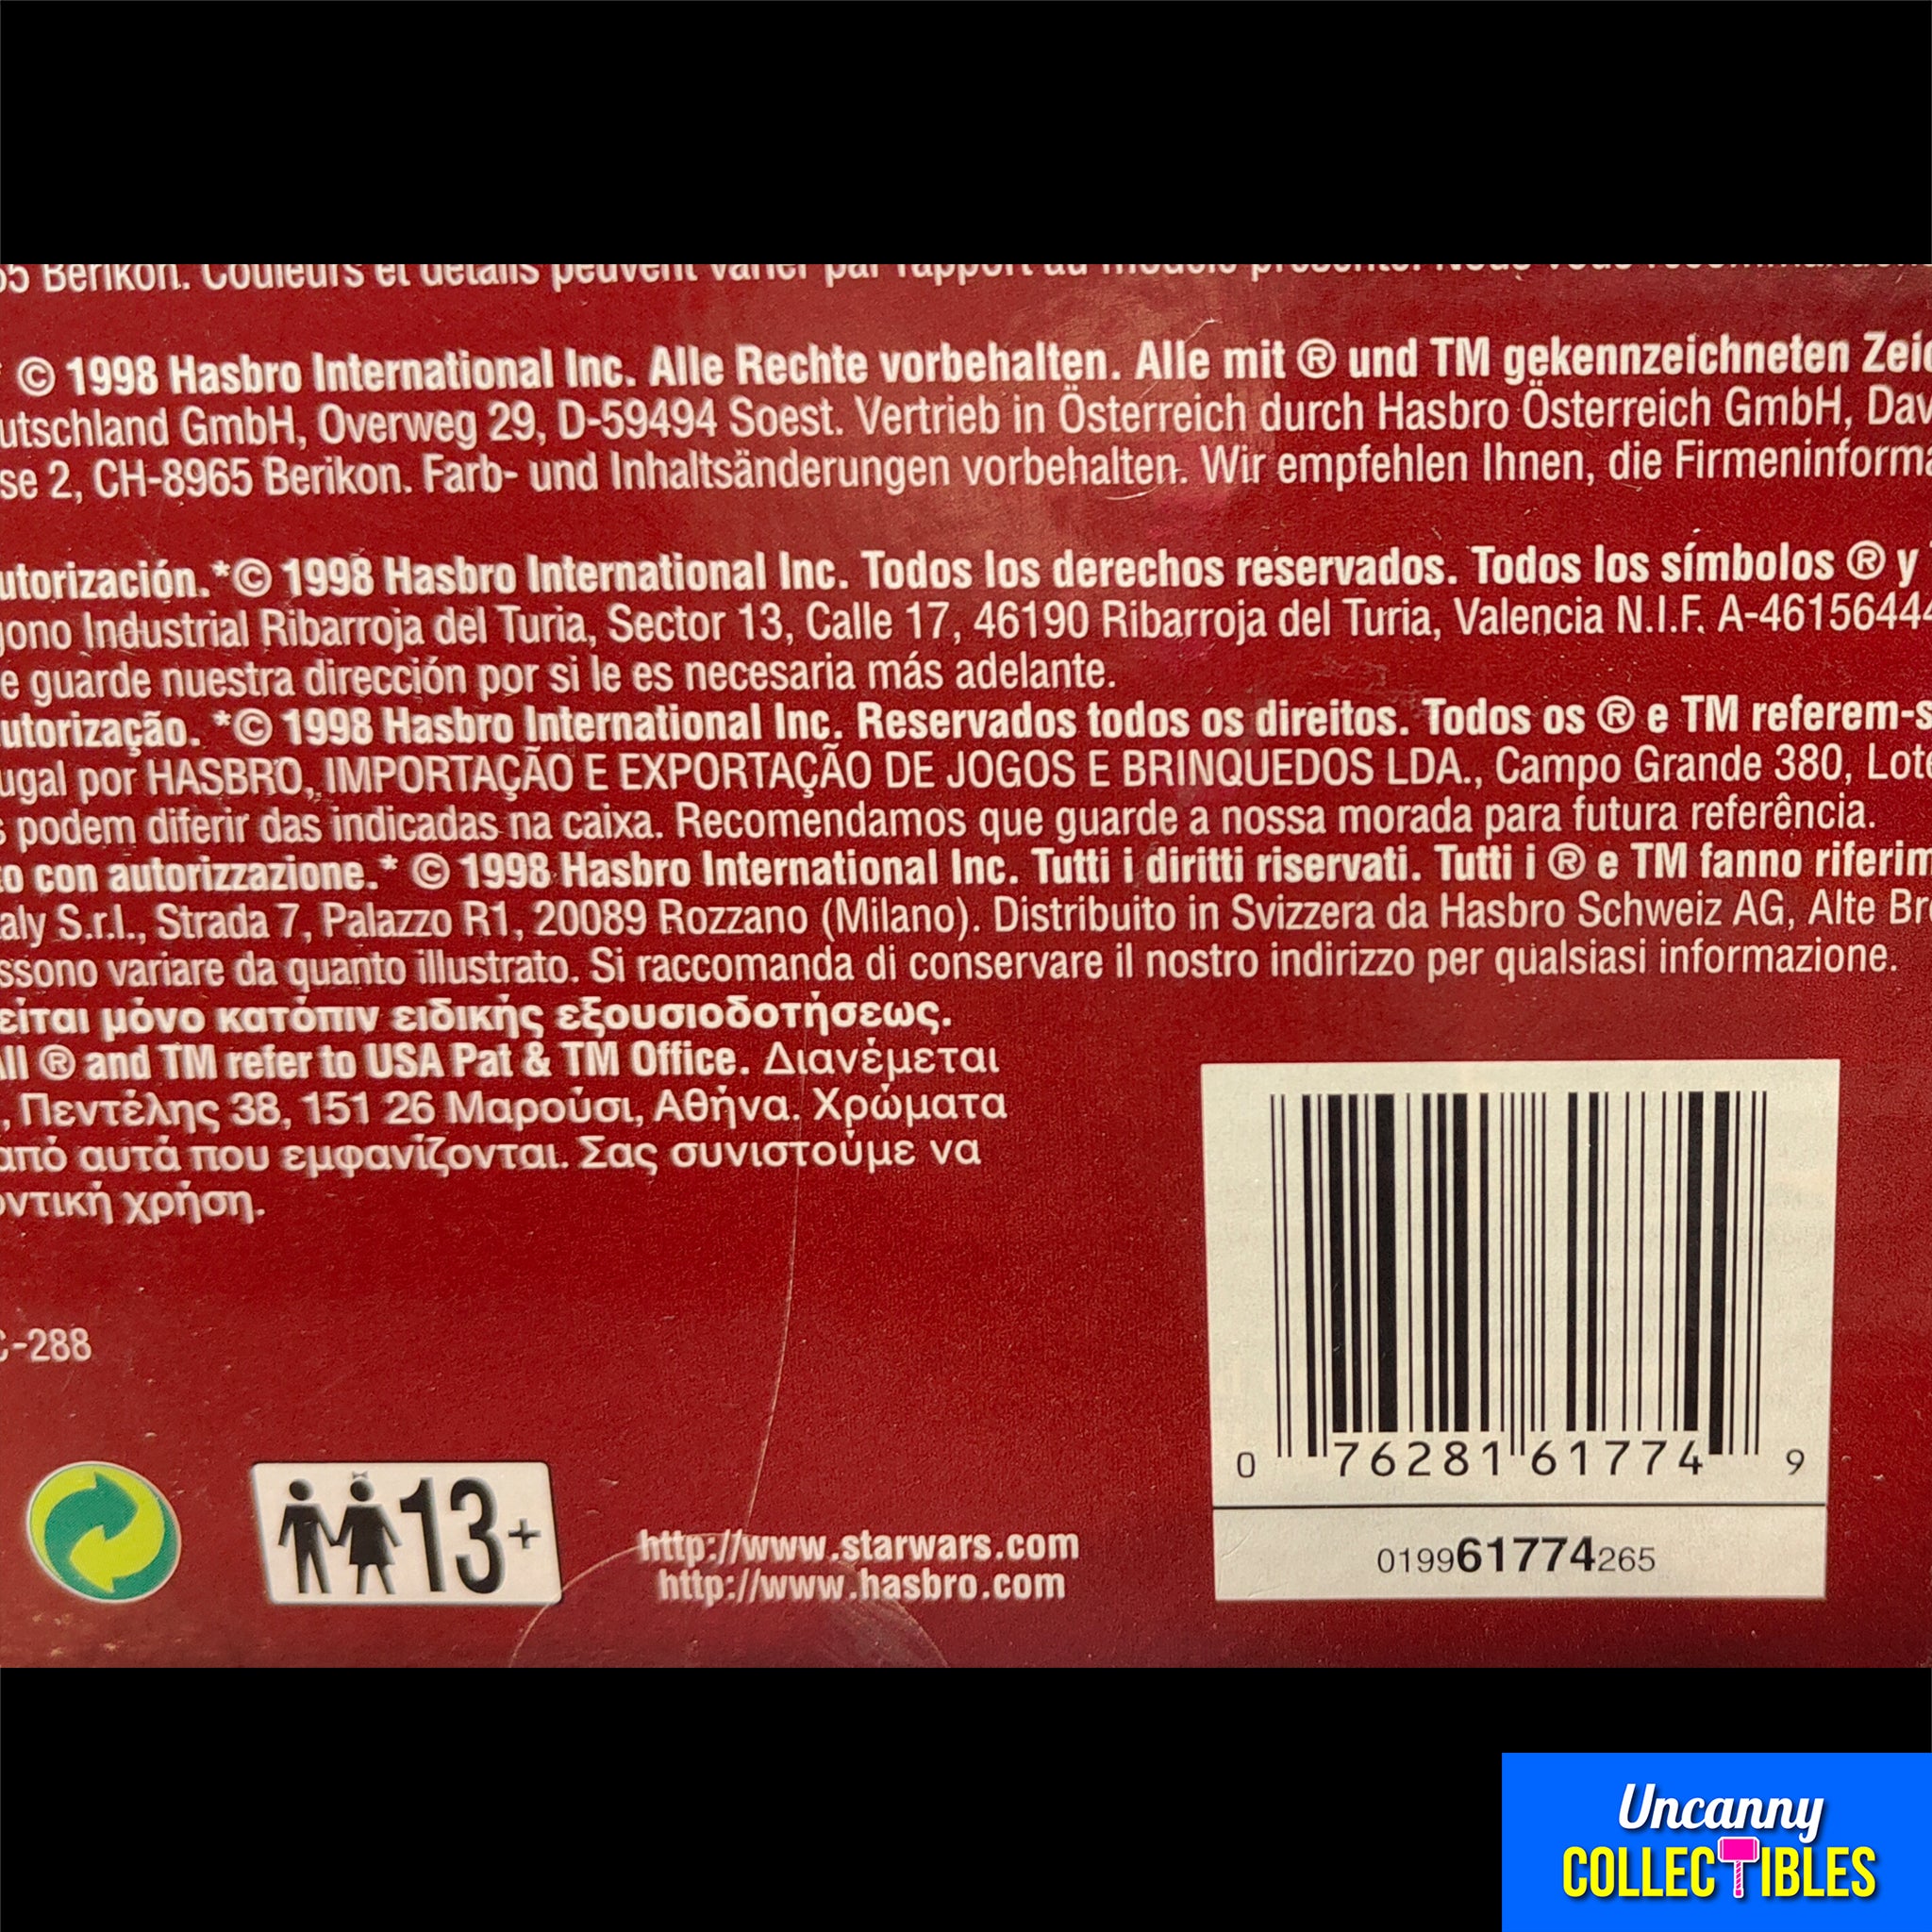 Berikon. Couleurs et détails peuvent varier par rapport au modèle présenté.
© 1998 Hasbro International Inc. Alle Rechte vorbehalten. Alle mit ® und TM gekennzeichneten Zeic
utschland GmbH, Overweg 29, D-59494 Soest. Vertrieb in Österreich durch Hasbro Österreich GmbH, Dav
se 2, CH-8965 Berikon. Farb- und Inhaltsänderungen vorbehalten. Wir empfehlen Ihnen, die Firmeninforma
utorización.*© 1998 Hasbro International Inc. Todos los derechos reservados. Todos los símbolos ® y
gono Industrial Ribarroja del Turia, Sector 13, Calle 17, 46190 Ribarroja del Turia, Valencia N.I.F. A-46156444
e guarde nuestra dirección por si le es necesaria más adelante.
utorização. *© 1998 Hasbro International Inc. Reservados todos os direitos. Todos os ® e TM referem-s
ugal por HASBRO, IMPORTAÇÃO E EXPORTAÇÃO DE JOGOS E BRINQUEDOS LDA., Campo Grande 380, Lote
s podem diferir das indicadas na caixa. Recomendamos que guarde a nossa morada para futura referência.
to con autorizzazione.* © 1998 Hasbro International Inc. Tutti i diritti riservati. Tutti i ® e TM fanno riferim
aly S.r.l., Strada 7, Palazzo R1, 20089 Rozzano (Milano). Distribuito in Svizzera da Hasbro Schweiz AG, Alte Br
ssono variare da quanto illustrato. Si raccomanda di conservare il nostro indirizzo per qualsiasi informazione.
είται μόνο κατόπιν ειδικής εξουσιοδοτήσεως.
All ® and TM refer to USA Pat & TM Office. Διανέμεται
, Πεντέλης 38, 151 26 Μαρούσι, Αθήνα. Χρώματα
από αυτά που εμφανίζονται. Σας συνιστούμε να
οντική χρήση.
C-288
13+
http://www.starwars.com
http://www.hasbro.com
0 76281 61774 9
019961774265
Uncanny
COLLECTIBLES